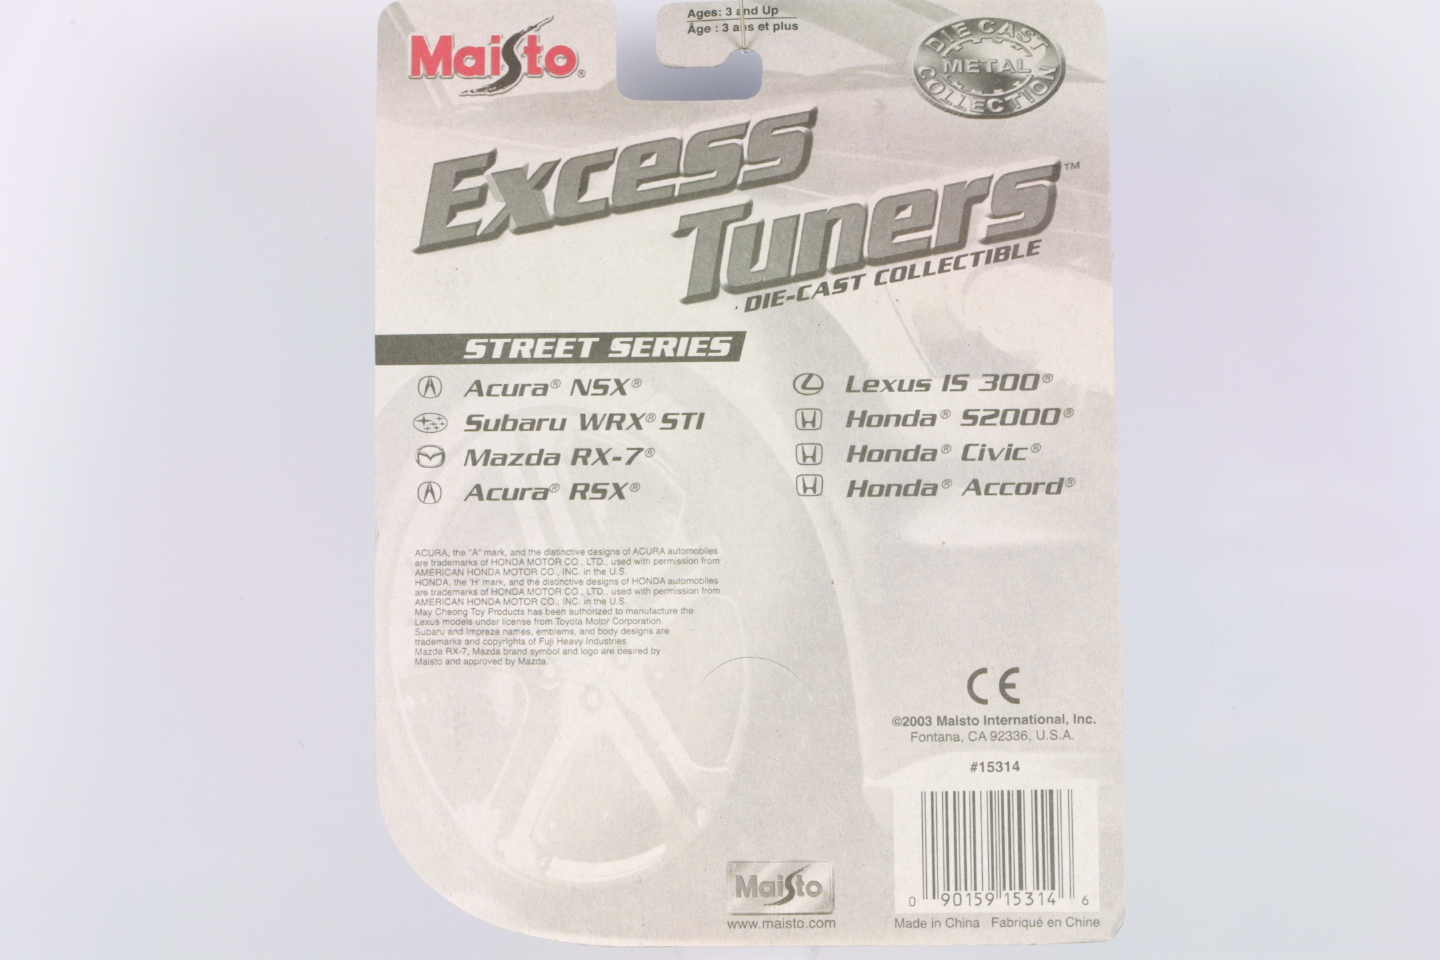 Maisto®
Ages: 3 and Up
Âge : 3 ans et plus
DIE CAST
METAL
COLLECTION
Excess
Tuners™
DIE-CAST COLLECTIBLE
STREET SERIES
Acura® NSX®
Subaru WRX® STI
Mazda RX-7®
Acura® RSX®
Lexus IS 300®
Honda® S2000®
Honda® Civic®
Honda® Accord®
ACURA, the "A" mark, and the distinctive designs of ACURA automobiles
are trademarks of HONDA MOTOR CO., LTD., used with permission from
AMERICAN HONDA MOTOR CO., INC. in the U.S.
HONDA, the 'H' mark, and the distinctive designs of HONDA automobiles
are trademarks of HONDA MOTOR CO., LTD., used with permission from
AMERICAN HONDA MOTOR CO., INC. in the U.S.
May Cheong Toy Products has been authorized to manufacture the
Lexus models under license from Toyota Motor Corporation.
Subaru and Impreza names, emblems, and body designs are
trademarks and copyrights of Fuji Heavy Industries.
Mazda RX-7, Mazda brand symbol and logo are desired by
Maisto and approved by Mazda.
CE
©2003 Maisto International, Inc.
Fontana, CA 92336, U.S.A.
#15314
0 90159 15314 6
Made in China Fabriqué en Chine
Maisto
www.maisto.com